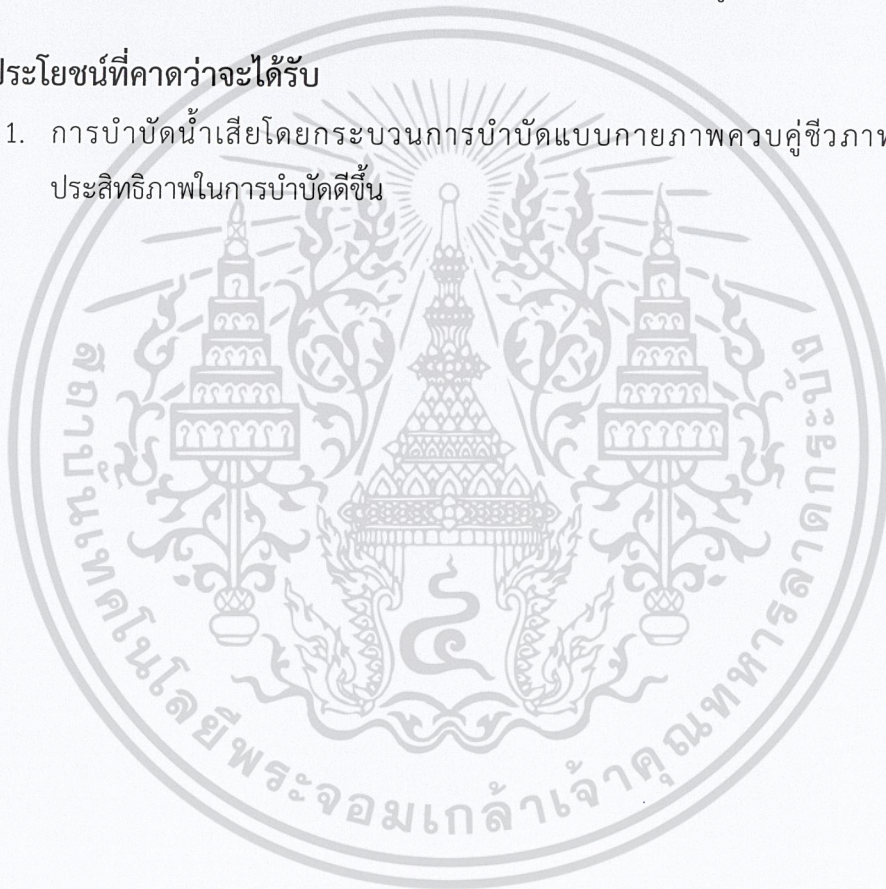 ประโยชน์ที่คาดว่าจะได้รับ
1. การบำบัดน้ำเสียโดยกระบวนการบำบัดแบบกายภาพควบคู่ชีวภาพ
ประสิทธิภาพในการบำบัดดีขึ้น
สถาบันเทคโนโลยีพระจอมเกล้าเจ้าคุณทหารลาดกระบัง